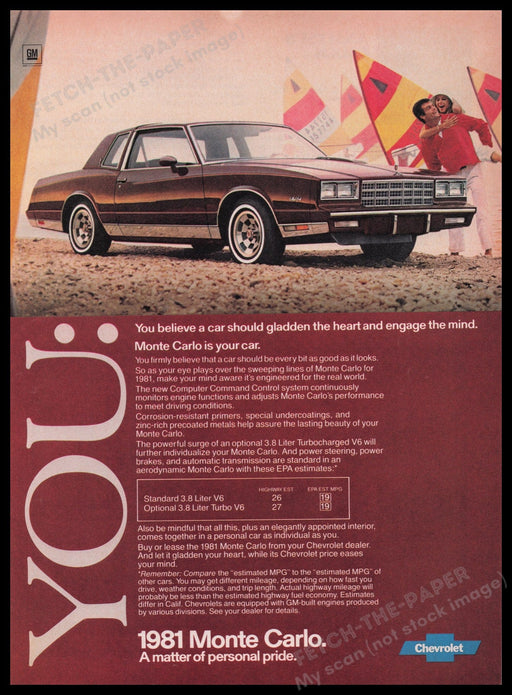 GM
FETCH-THE-PAPER
My scan (not stock image)
YOU:
You believe a car should gladden the heart and engage the mind.
Monte Carlo is your car.
You firmly believe that a car should be every bit as good as it looks.
So as your eye plays over the sweeping lines of Monte Carlo for
1981, make your mind aware it's engineered for the real world.
The new Computer Command Control system continuously
monitors engine functions and adjusts Monte Carlo's performance
to meet driving conditions.
Corrosion-resistant primers, special undercoatings, and
zinc-rich precoated metals help assure the lasting beauty of your
Monte Carlo.
The powerful surge of an optional 3.8 Liter Turbocharged V6 will
further individualize your Monte Carlo. And power steering, power
brakes, and automatic transmission are standard in an
aerodynamic Monte Carlo with these EPA estimates:*
HIGHWAY EST. EPA EST MPG
Standard 3.8 Liter V6 26 19
Optional 3.8 Liter Turbo V6 27 19
Also be mindful that all this, plus an elegantly appointed interior,
comes together in a personal car as individual as you.
Buy or lease the 1981 Monte Carlo from your Chevrolet dealer.
And let it gladden your heart, while its Chevrolet price eases
your mind.
*Remember: Compare the "estimated MPG" to the "estimated MPG" of
other cars. You may get different mileage, depending on how fast you
drive, weather conditions, and trip length. Actual highway mileage will
probably be less than the estimated highway fuel economy. Estimates
differ in Calif. Chevrolets are equipped with GM-built engines produced
by various divisions. See your dealer for details.
1981 Monte Carlo.
A matter of personal pride.
Chevrolet
FETCH-THE-PAPER
My scan (not stock image)